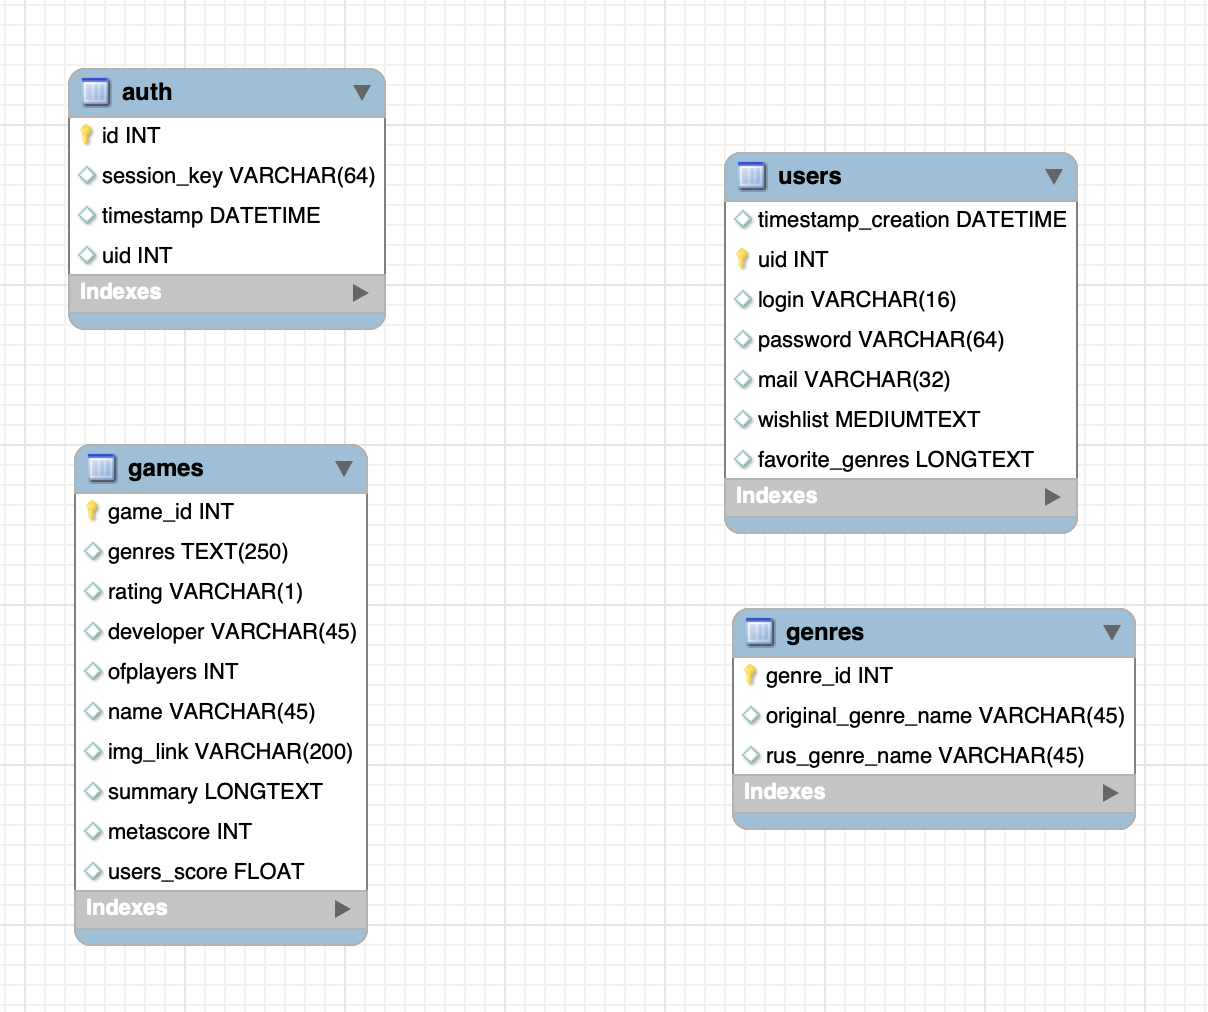 auth
id INT
session_key VARCHAR(64)
timestamp DATETIME
uid INT
Indexes
users
timestamp_creation DATETIME
uid INT
login VARCHAR(16)
password VARCHAR(64)
mail VARCHAR(32)
wishlist MEDIUMTEXT
favorite_genres LONGTEXT
Indexes
games
game_id INT
genres TEXT(250)
rating VARCHAR(1)
developer VARCHAR(45)
ofplayers INT
name VARCHAR(45)
img_link VARCHAR(200)
summary LONGTEXT
metascore INT
users_score FLOAT
Indexes
genres
genre_id INT
original_genre_name VARCHAR(45)
rus_genre_name VARCHAR(45)
Indexes